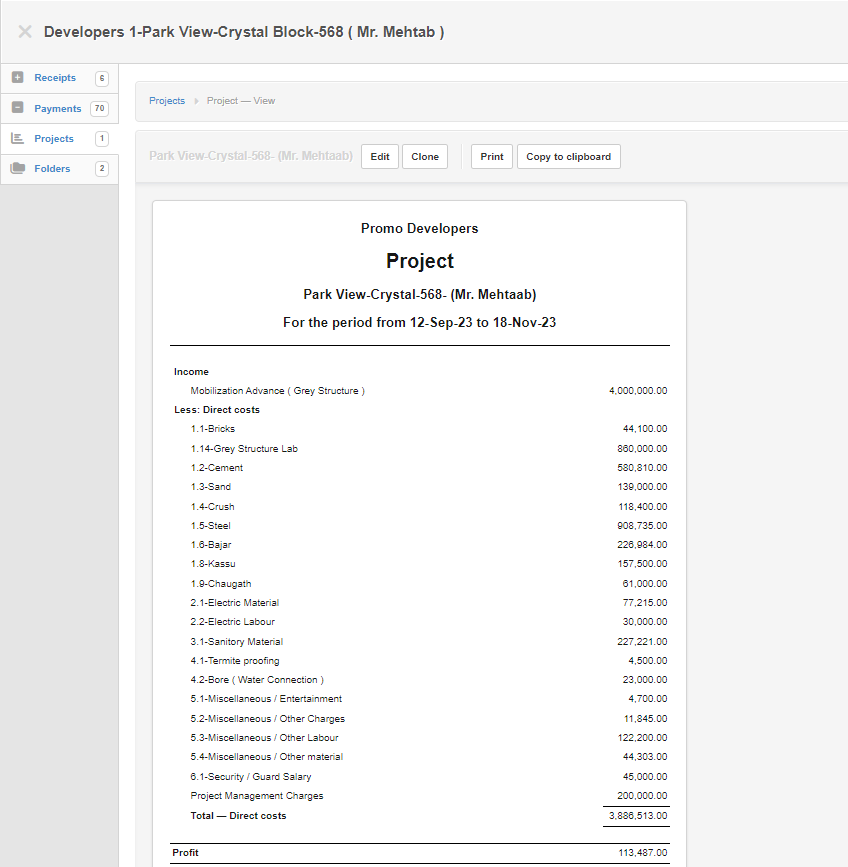 Developers 1-Park View-Crystal Block-568 ( Mr. Mehtab )
Receipts 6
Payments 70
Projects 1
Folders 2
Projects Project — View
Park View-Crystal-568- (Mr. Mehtaab) Edit Clone Print Copy to clipboard
Promo Developers
Project
Park View-Crystal-568- (Mr. Mehtaab)
For the period from 12-Sep-23 to 18-Nov-23
Income
Mobilization Advance ( Grey Structure ) 4,000,000.00
Less: Direct costs
1.1-Bricks 44,100.00
1.14-Grey Structure Lab 860,000.00
1.2-Cement 580,810.00
1.3-Sand 139,000.00
1.4-Crush 118,400.00
1.5-Steel 908,735.00
1.6-Bajar 226,984.00
1.8-Kassu 157,500.00
1.9-Chaugath 61,000.00
2.1-Electric Material 77,215.00
2.2-Electric Labour 30,000.00
3.1-Sanitory Material 227,221.00
4.1-Termite proofing 4,500.00
4.2-Bore ( Water Connection ) 23,000.00
5.1-Miscellaneous / Entertainment 4,700.00
5.2-Miscellaneous / Other Charges 11,845.00
5.3-Miscellaneous / Other Labour 122,200.00
5.4-Miscellaneous / Other material 44,303.00
6.1-Security / Guard Salary 45,000.00
Project Management Charges 200,000.00
Total — Direct costs 3,886,513.00
Profit 113,487.00